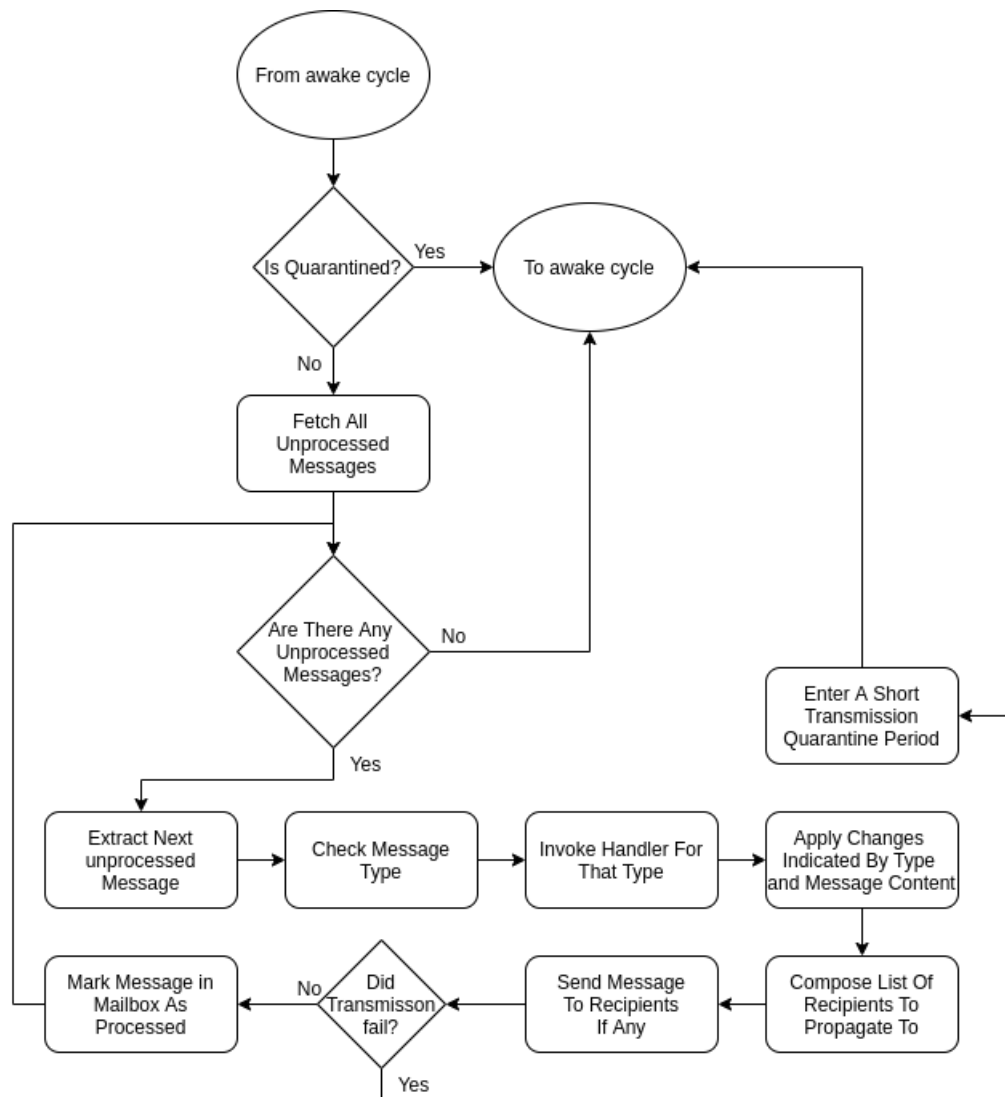 From awake cycle
Is Quarantined?
Yes
To awake cycle
No
Fetch All
Unprocessed
Messages
Are There Any
Unprocessed
Messages?
No
Yes
Enter A Short
Transmission
Quarantine Period
Extract Next
unprocessed
Message
Check Message
Type
Invoke Handler For
That Type
Apply Changes
Indicated By Type
and Message Content
Mark Message in
Mailbox As
Processed
No
Did
Transmisson
fail?
Send Message
To Recipients
If Any
Compose List Of
Recipients To
Propagate To
Yes